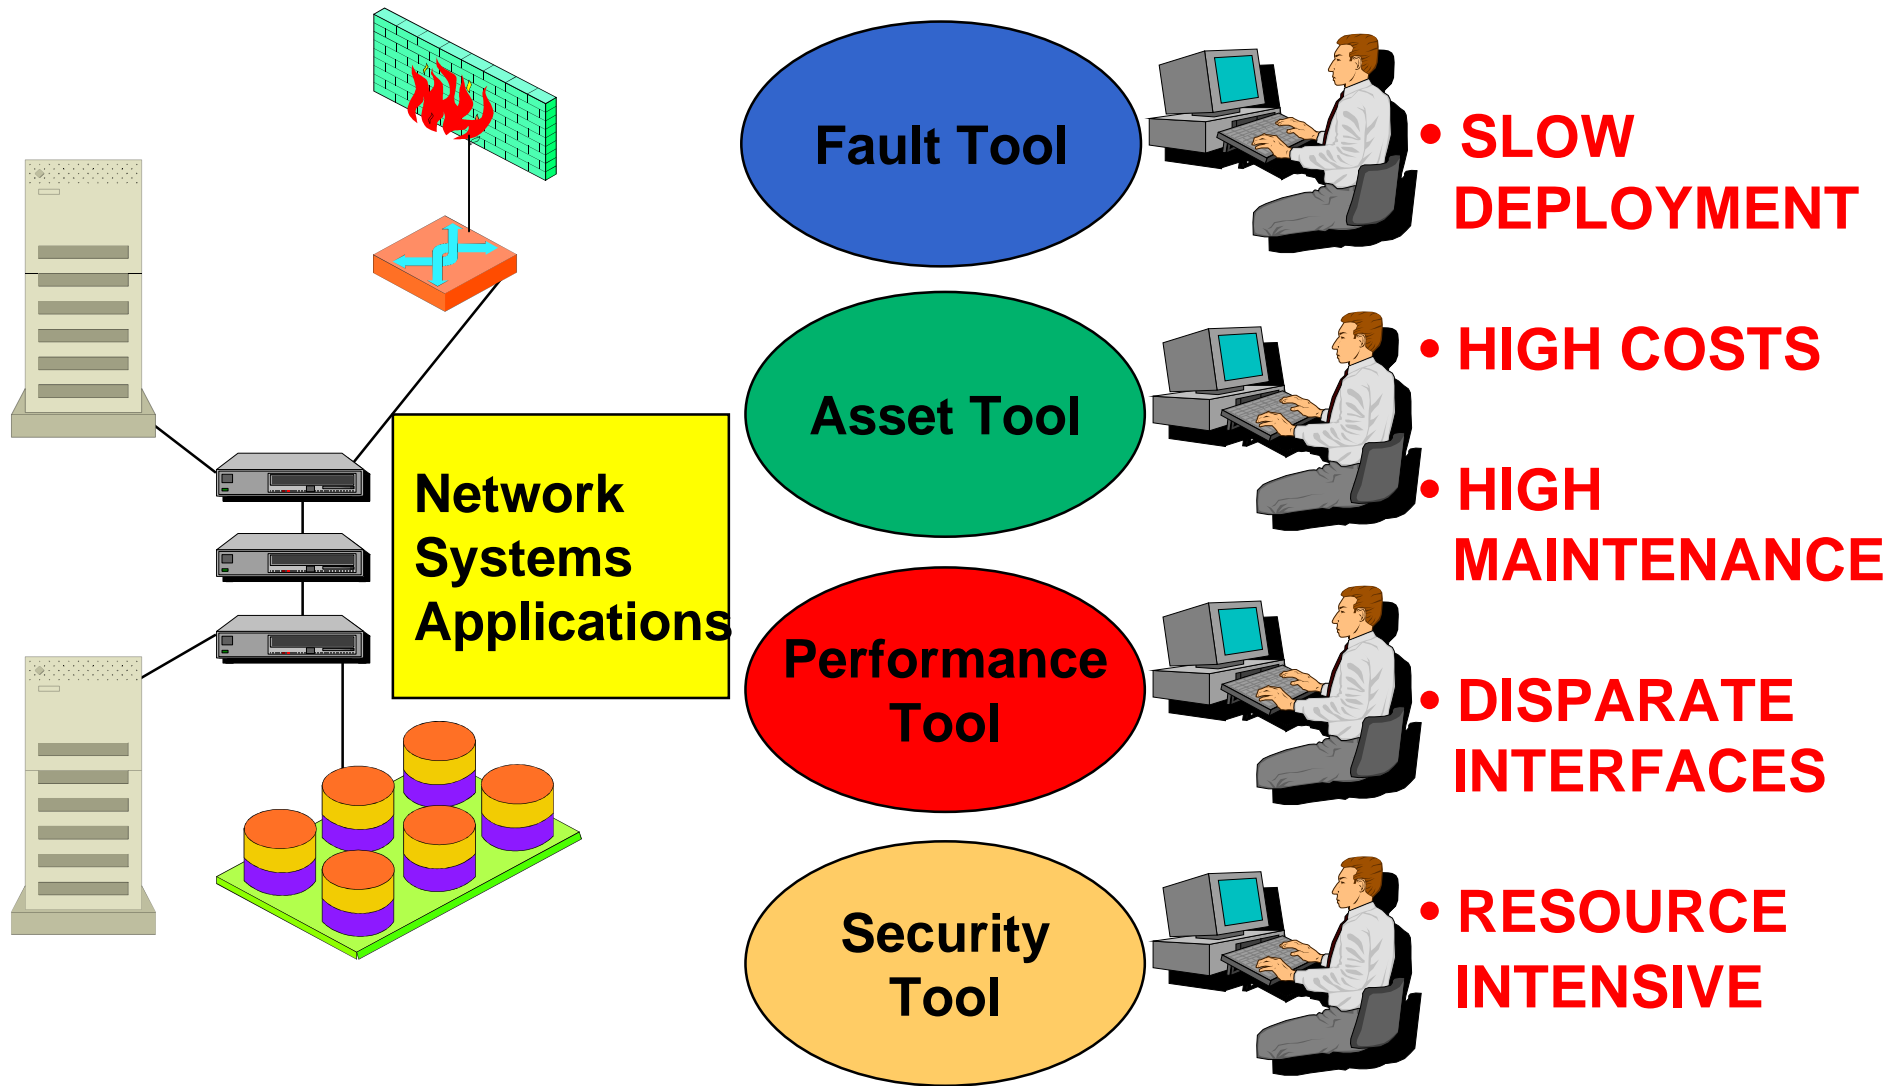 Network
Systems
Applications
Fault Tool
Asset Tool
Performance
Tool
Security
Tool
• SLOW
DEPLOYMENT
• HIGH COSTS
• HIGH
MAINTENANCE
• DISPARATE
INTERFACES
• RESOURCE
INTENSIVE